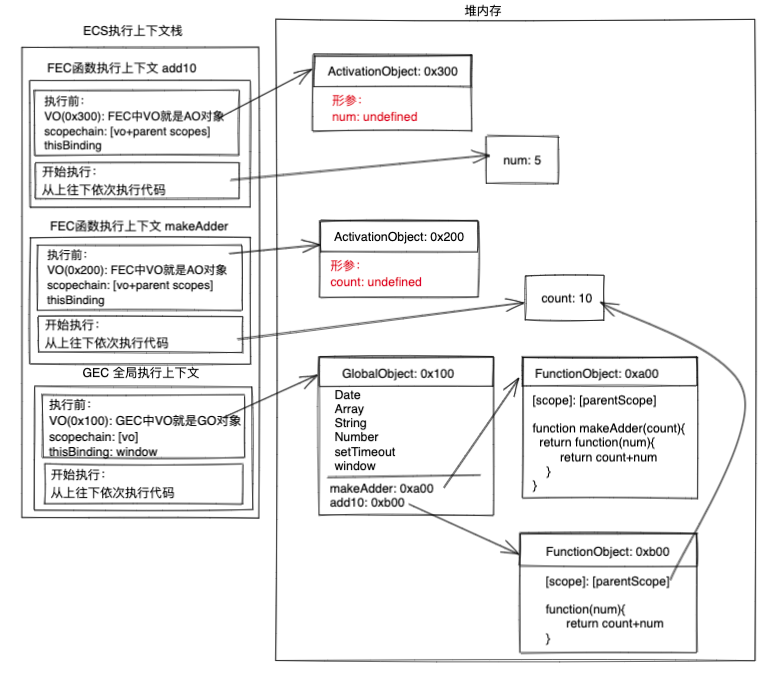 堆内存
ECS执行上下文栈
FEC函数执行上下文 add10
执行前：
VO(0x300): FEC中VO就是AO对象
scopechain: [vo+parent scopes]
thisBinding
开始执行：
从上往下依次执行代码
FEC函数执行上下文 makeAdder
执行前：
VO(0x200): FEC中VO就是AO对象
scopechain: [vo+parent scopes]
thisBinding
开始执行：
从上往下依次执行代码
GEC 全局执行上下文
执行前：
VO(0x100): GEC中VO就是GO对象
scopechain: [vo]
thisBinding: window
开始执行：
从上往下依次执行代码
ActivationObject: 0x300
形参：
num: undefined
num: 5
ActivationObject: 0x200
形参：
count: undefined
count: 10
GlobalObject: 0x100
Date
Array
String
Number
setTimeout
window
makeAdder: 0xa00
add10: 0xb00
FunctionObject: 0xa00
[scope]: [parentScope]
function makeAdder(count){
return function(num){
return count+num
}
}
FunctionObject: 0xb00
[scope]: [parentScope]
function(num){
return count+num
}